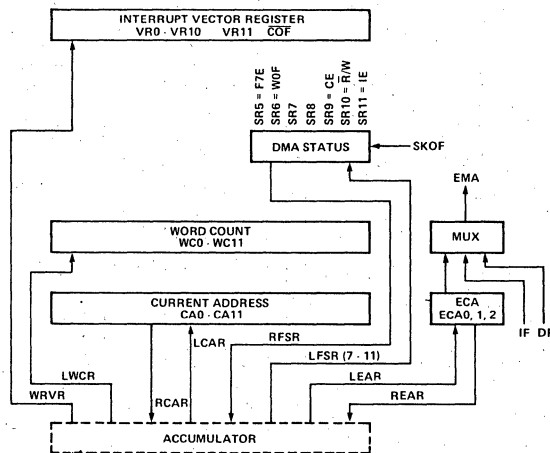 INTERRUPT VECTOR REGISTER
VR0 - VR10 VR11 COF
SR5 = F7E
SR6 = WOF
SR7
SR8
SR9 = CE
SR10 = R/W
SR11 = IE
DMA STATUS
SKOF
EMA
WORD COUNT
WC0 - WC11
MUX
CURRENT ADDRESS
CA0 - CA11
ECA
ECA0, 1, 2
IF DF
LCAR
RFSR
LFSR (7 - 11)
LWCR
LEAR
WRVR
RCAR
REAR
ACCUMULATOR